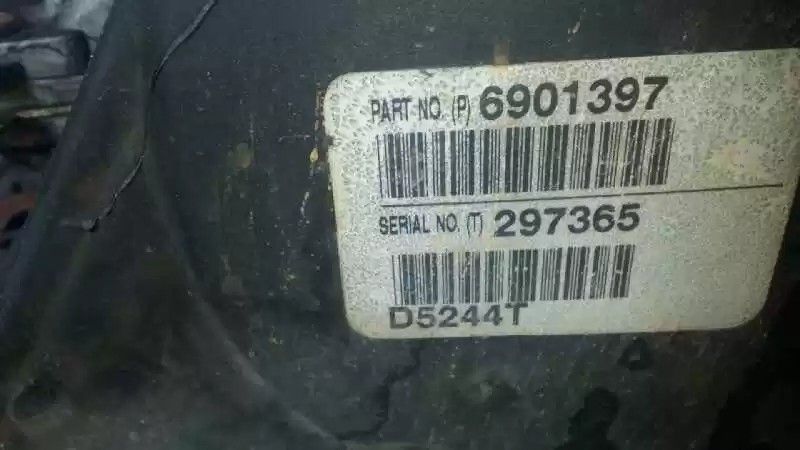 PART NO. (P) 6901397
SERIAL NO. (T) 297365
D5244T